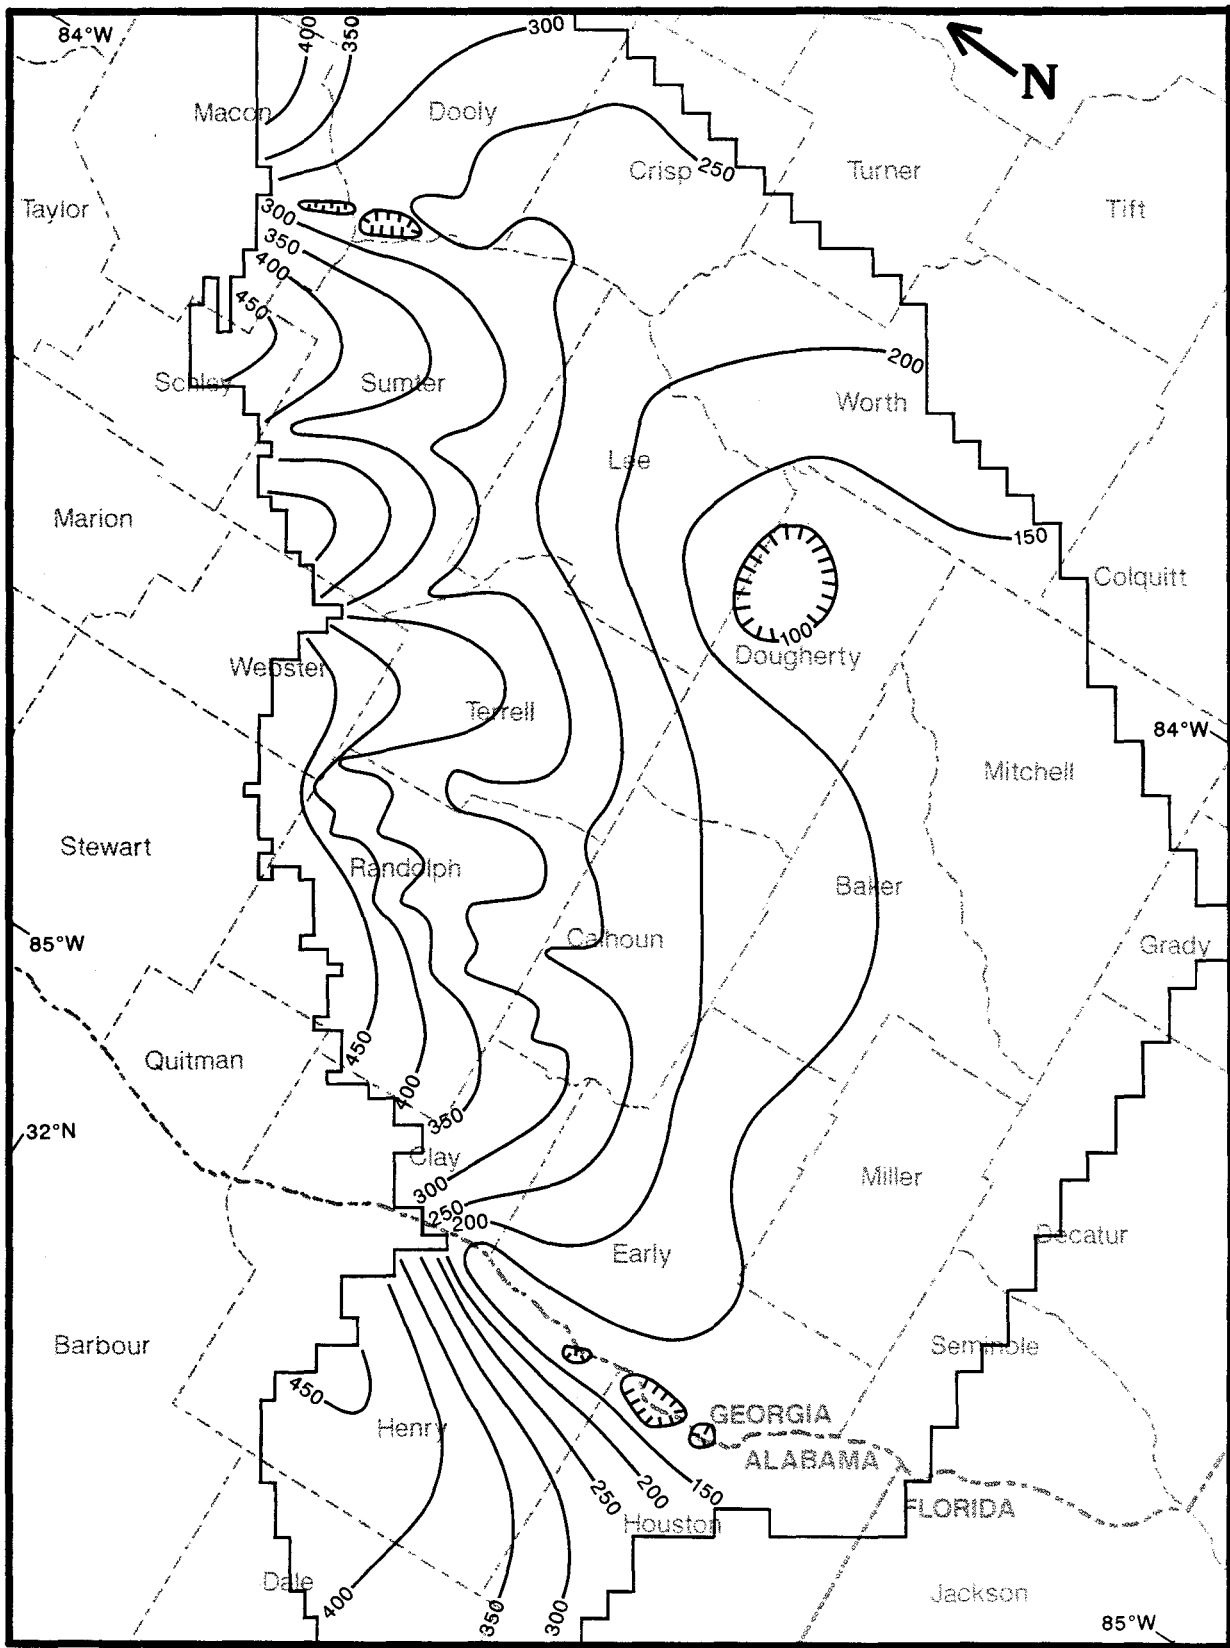 84°W
400
350
300
N
Macon
Dooly
Crisp
250
Turner
Taylor
Tift
300
350
400
450
200
Schley
Sumter
Worth
Lee
Marion
150
Colquitt
100
Dougherty
Webster
Terrell
84°W
Mitchell
Stewart
Randolph
Baker
85°W
Calhoun
Grady
450
Quitman
400
350
32°N
Clay
300
250
200
Miller
Early
Decatur
Barbour
Seminole
450
GEORGIA
Henry
ALABAMA
250
200
150
FLORIDA
Houston
Dale
400
350
300
Jackson
85°W